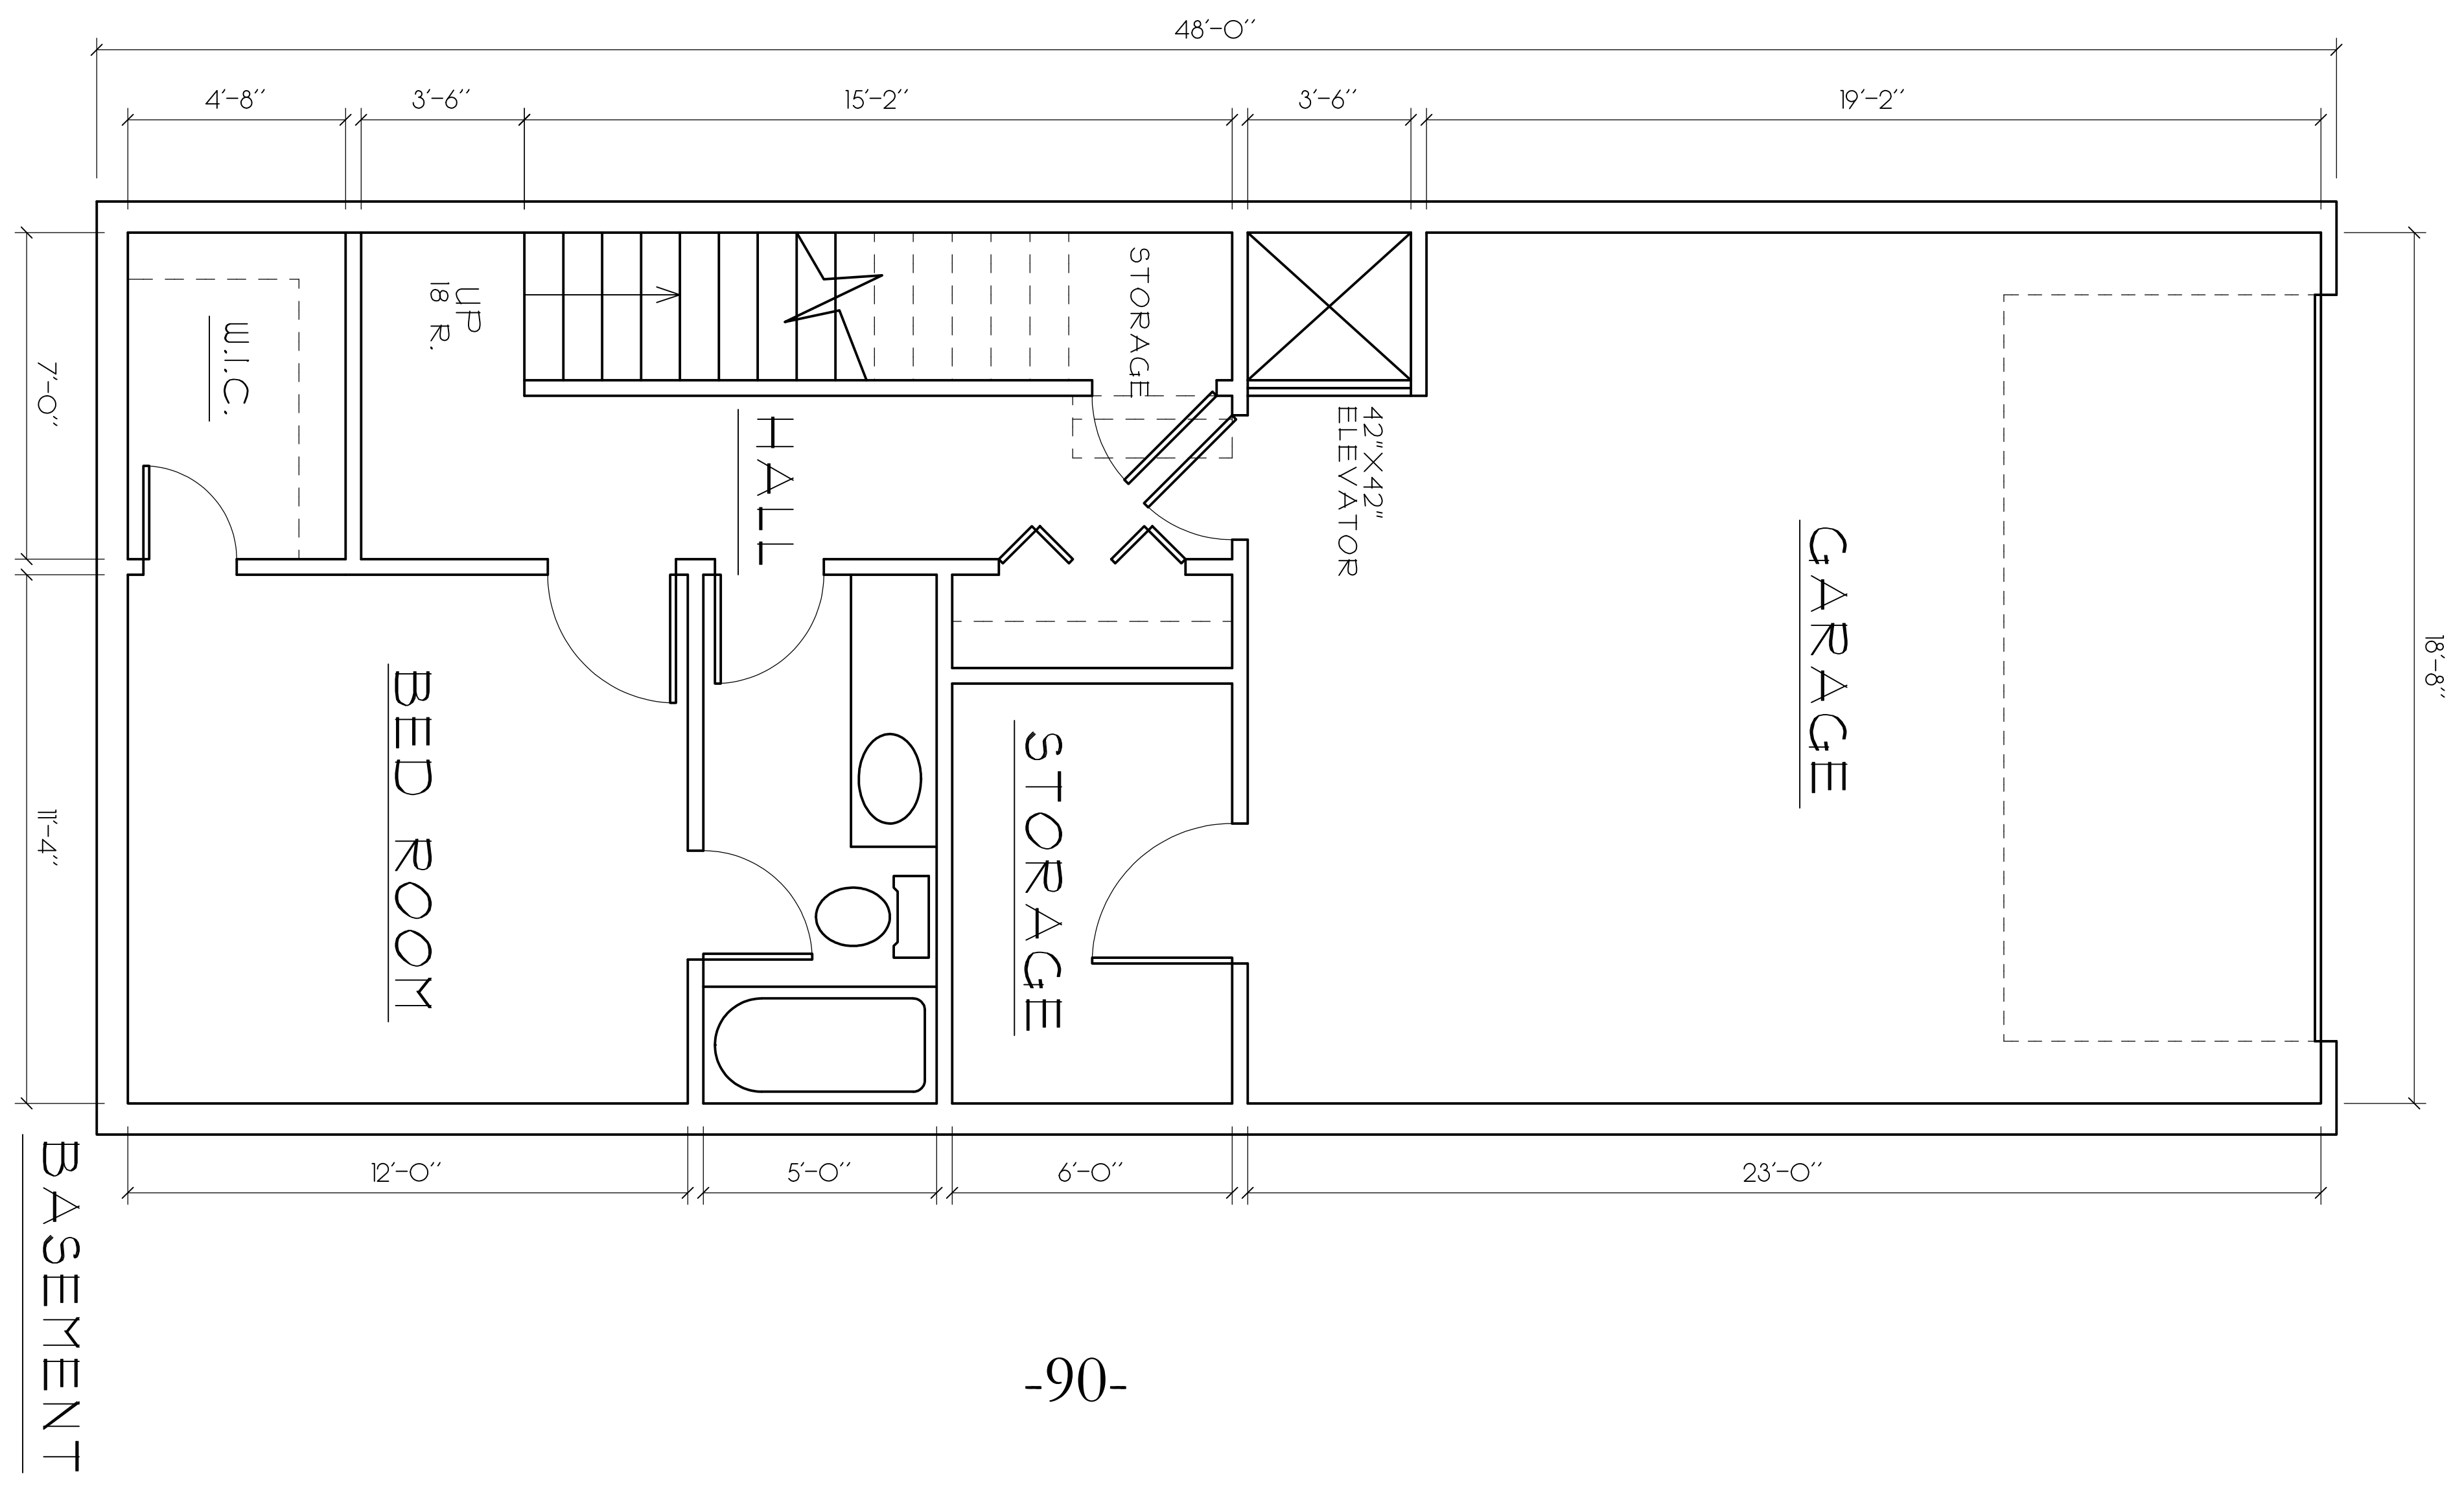 48'-0"
4'-8"
3'-6"
15'-2"
3'-6"
19'-2"
7'-0"
11'-4"
18'-8"
W.I.C.
UP
18 R.
STORAGE
HALL
42"X42"
ELEVATOR
GARAGE
BED ROOM
STORAGE
12'-0"
5'-0"
6'-0"
23'-0"
BASEMENT
-90-